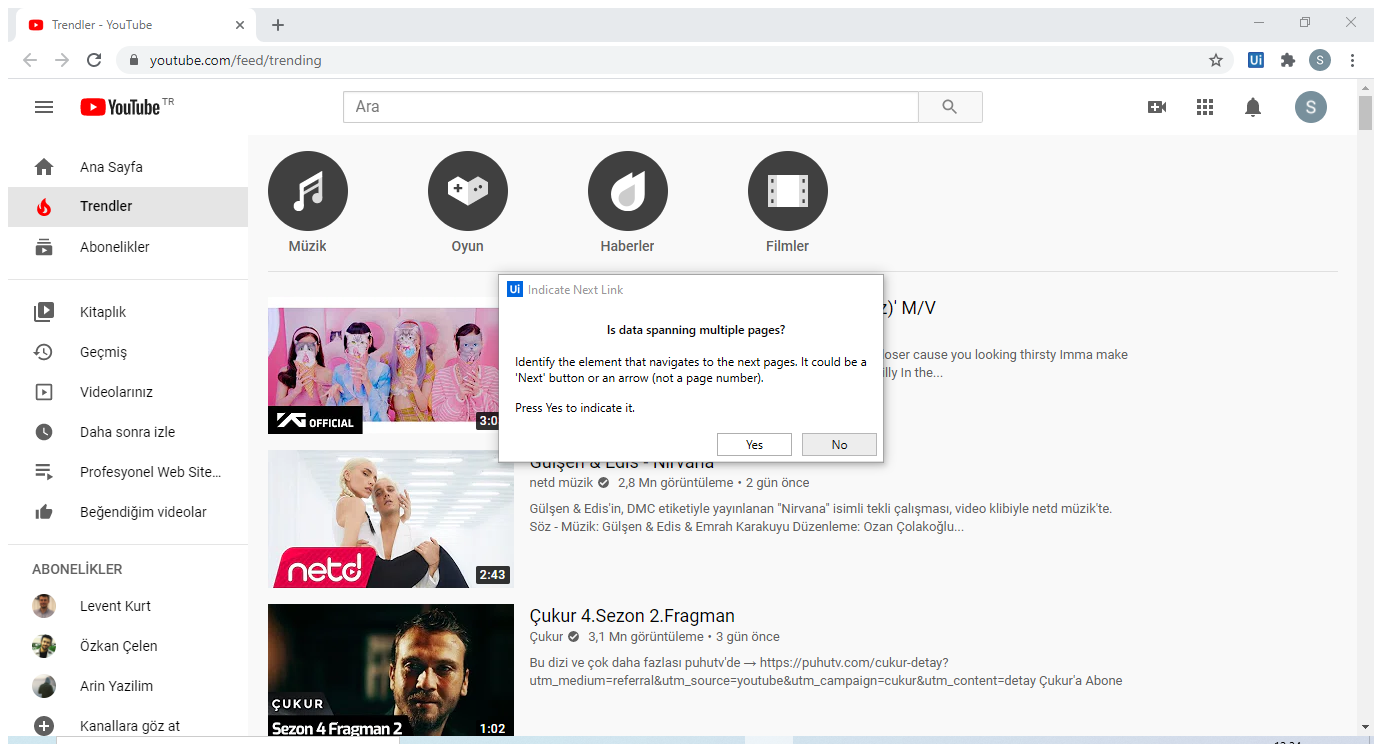 Trendler - YouTube
youtube.com/feed/trending
Ui
S
YouTube TR
Ara
S
Ana Sayfa
Trendler
Abonelikler
Kitaplık
Geçmiş
Videolarınız
Daha sonra izle
Profesyonel Web Site...
Beğendiğim videolar
ABONELİKLER
Levent Kurt
Özkan Çelen
Arin Yazilim
Kanallara göz at
Müzik
Oyun
Haberler
Filmler
Ui Indicate Next Link
Is data spanning multiple pages?
Identify the element that navigates to the next pages. It could be a
'Next' button or an arrow (not a page number).
Press Yes to indicate it.
Yes
No
z)' M/V
loser cause you looking thirsty Imma make
illy In the...
YG OFFICIAL
3:0
Gülşen & Edis - Nirvana
netd müzik 2,8 Mn görüntüleme • 2 gün önce
Gülşen & Edis'in, DMC etiketiyle yayınlanan "Nirvana" isimli tekli çalışması, video klibiyle netd müzik'te.
Söz - Müzik: Gülşen & Edis & Emrah Karakuyu Düzenleme: Ozan Çolakoğlu...
netd
2:43
Çukur 4.Sezon 2.Fragman
Çukur 3,1 Mn görüntüleme • 3 gün önce
Bu dizi ve çok daha fazlası puhutv'de → https://puhutv.com/cukur-detay?
utm_medium=referral&utm_source=youtube&utm_campaign=cukur&utm_content=detay Çukur'a Abone
ÇUKUR
Sezon 4 Fragman 2
1:02